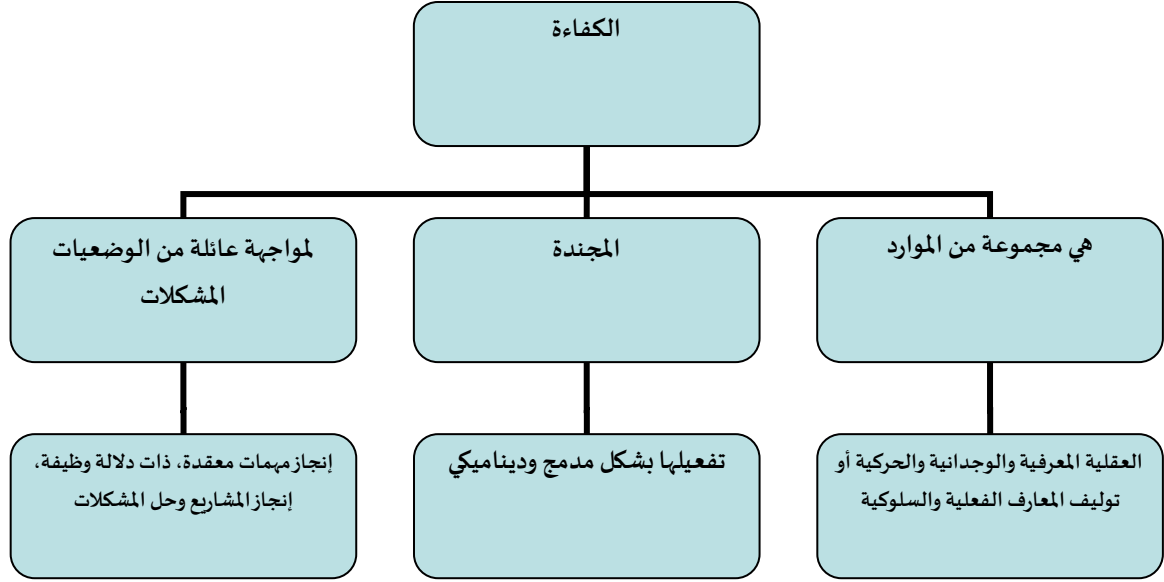 الكفاءة
هي مجموعة من الموارد
المجندة
لمواجهة عائلة من الوضعيات
المشكلات
العقلية المعرفية والوجدانية والحركية أو
توليف المعارف الفعلية والسلوكية
تفعيلها بشكل مدمج وديناميكي
إنجاز مهمات معقدة، ذات دلالة وظيفة،
إنجاز المشاريع وحل المشكلات